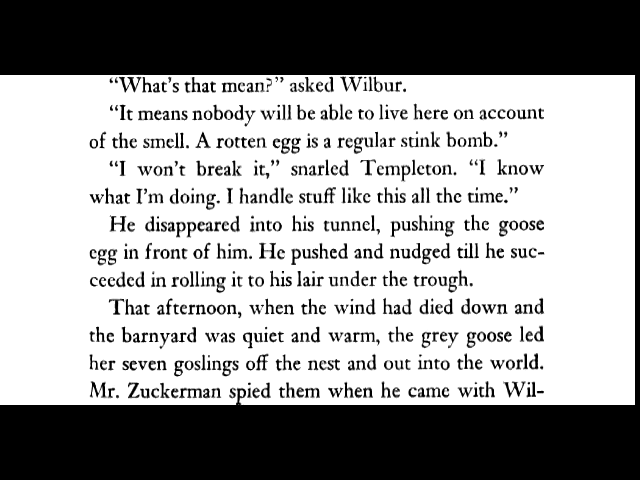 “What's that mean?” asked Wilbur.
“It means nobody will be able to live here on account
of the smell. A rotten egg is a regular stink bomb.”
“I won't break it,” snarled Templeton. “I know
what I'm doing. I handle stuff like this all the time.”
He disappeared into his tunnel, pushing the goose
egg in front of him. He pushed and nudged till he suc-
ceeded in rolling it to his lair under the trough.
That afternoon, when the wind had died down and
the barnyard was quiet and warm, the grey goose led
her seven goslings off the nest and out into the world.
Mr. Zuckerman spied them when he came with Wil-